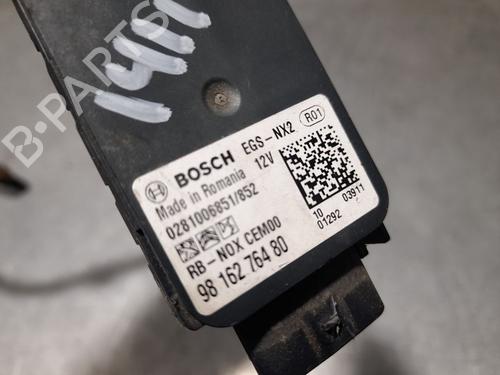 B-PARTS
1411
BOSCH EGS-NX2 R01
Made in Romania 12V
0281006851/852
RB-NOX CEM00
98 162 764 80
10 03911
01292